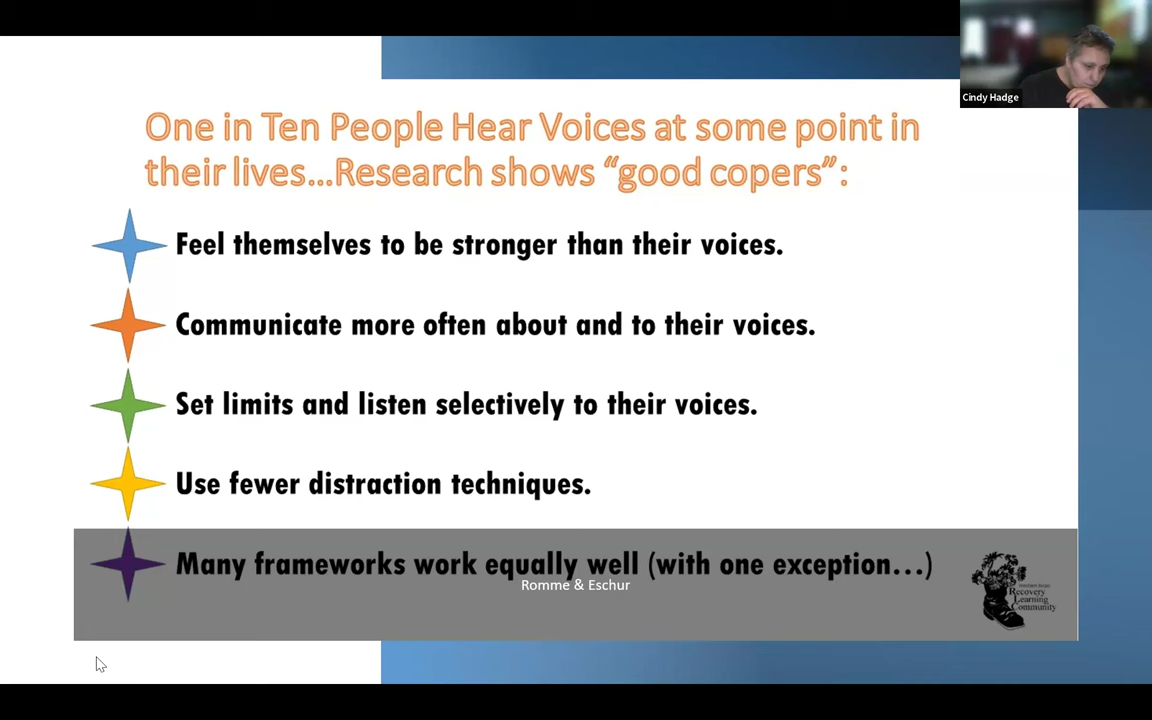 Cindy Hadge
One in Ten People Hear Voices at some point in
their lives...Research shows “good copers”:
Feel themselves to be stronger than their voices.
Communicate more often about and to their voices.
Set limits and listen selectively to their voices.
Use fewer distraction techniques.
Many frameworks work equally well (with one exception...)
Romme & Eschur
Western Mass
Recovery
Learning
Community